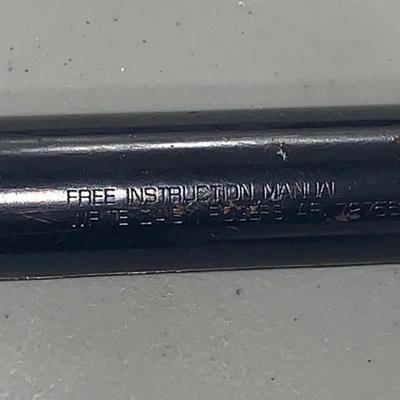 FREE INSTRUCTION MANUAL
WRITE DAISY ROGERS AR. 72756